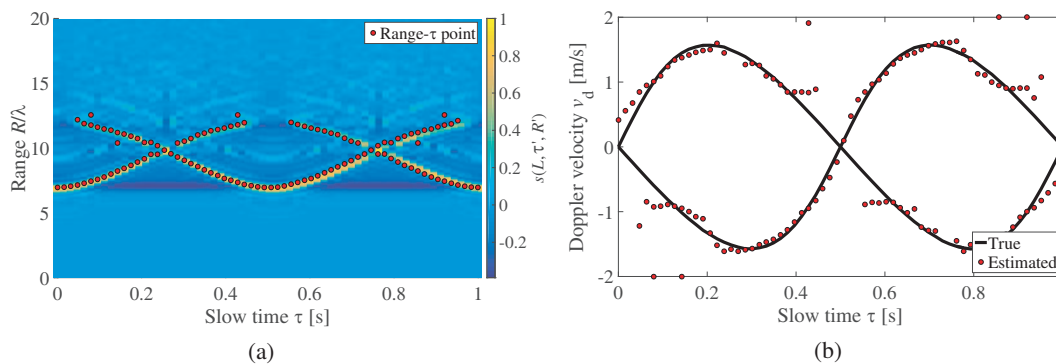 20
15
10
5
0
Range R/λ
0
0.2
0.4
0.6
0.8
1
Slow time τ [s]
Range-τ point
1
0.8
0.6
0.4
0.2
0
-0.2
s(L, τ', R')
(a)
2
1
0
-1
-2
Doppler velocity v_d [m/s]
0
0.2
0.4
0.6
0.8
Slow time τ [s]
True
Estimated
(b)